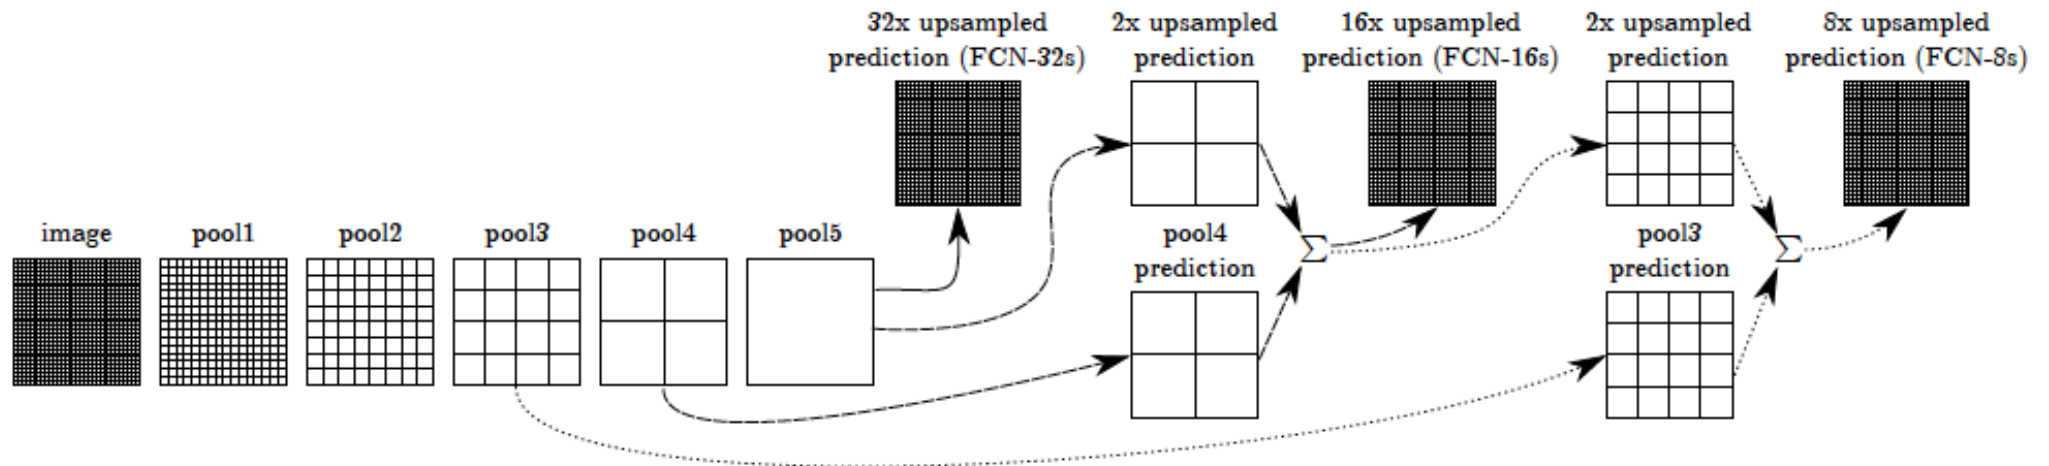 32x upsampled
prediction (FCN-32s)
2x upsampled
prediction
16x upsampled
prediction (FCN-16s)
2x upsampled
prediction
8x upsampled
prediction (FCN-8s)
image
pool1
pool2
pool3
pool4
pool5
pool4
prediction
∑
pool3
prediction
∑